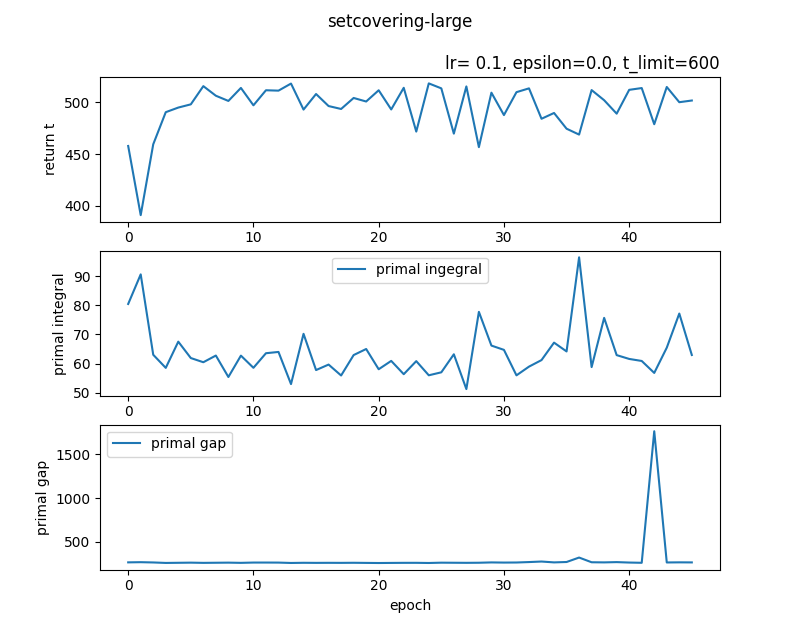 setcovering-large
lr= 0.1, epsilon=0.0, t_limit=600
return t
500
450
400
0 10 20 30 40
primal integral
primal ingegral
90
80
70
60
50
0 10 20 30 40
primal gap
primal gap
1500
1000
500
0 10 20 30 40
epoch